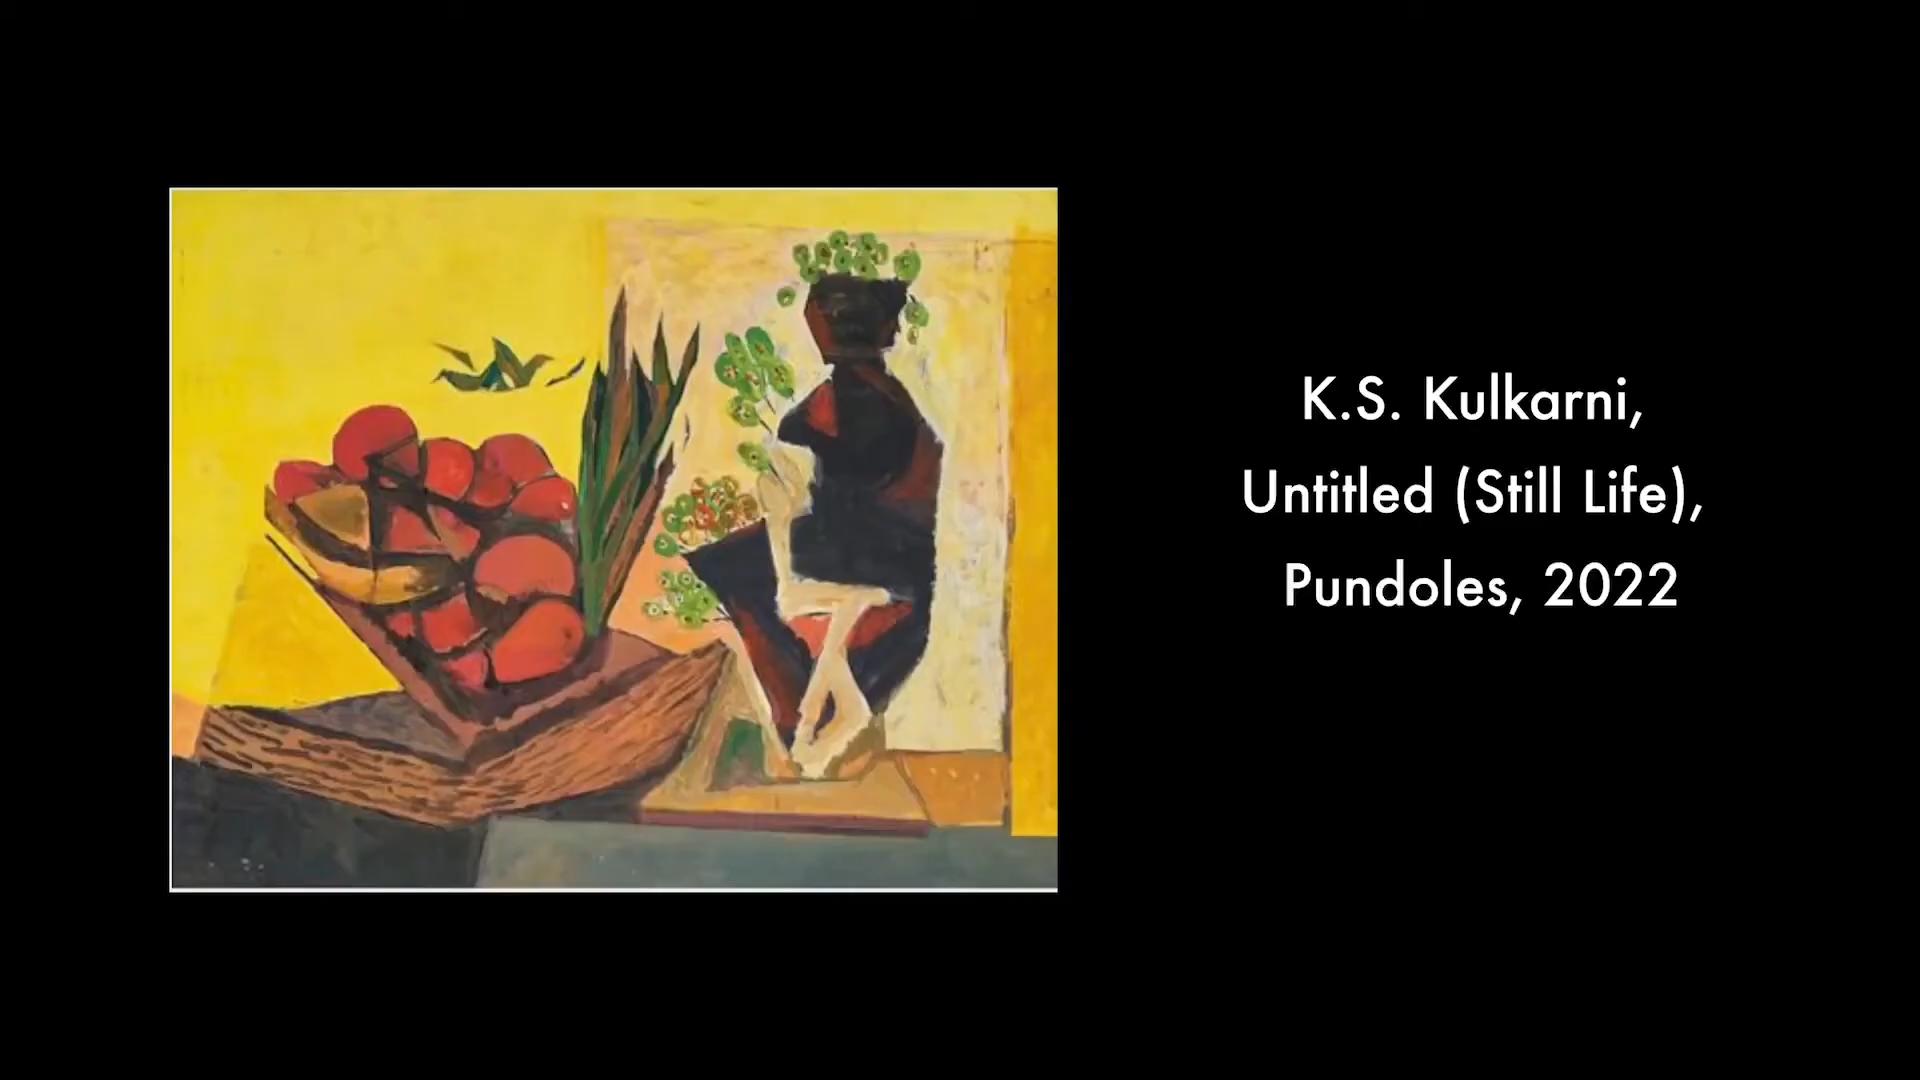 K.S. Kulkarni,
Untitled (Still Life),
Pundoles, 2022